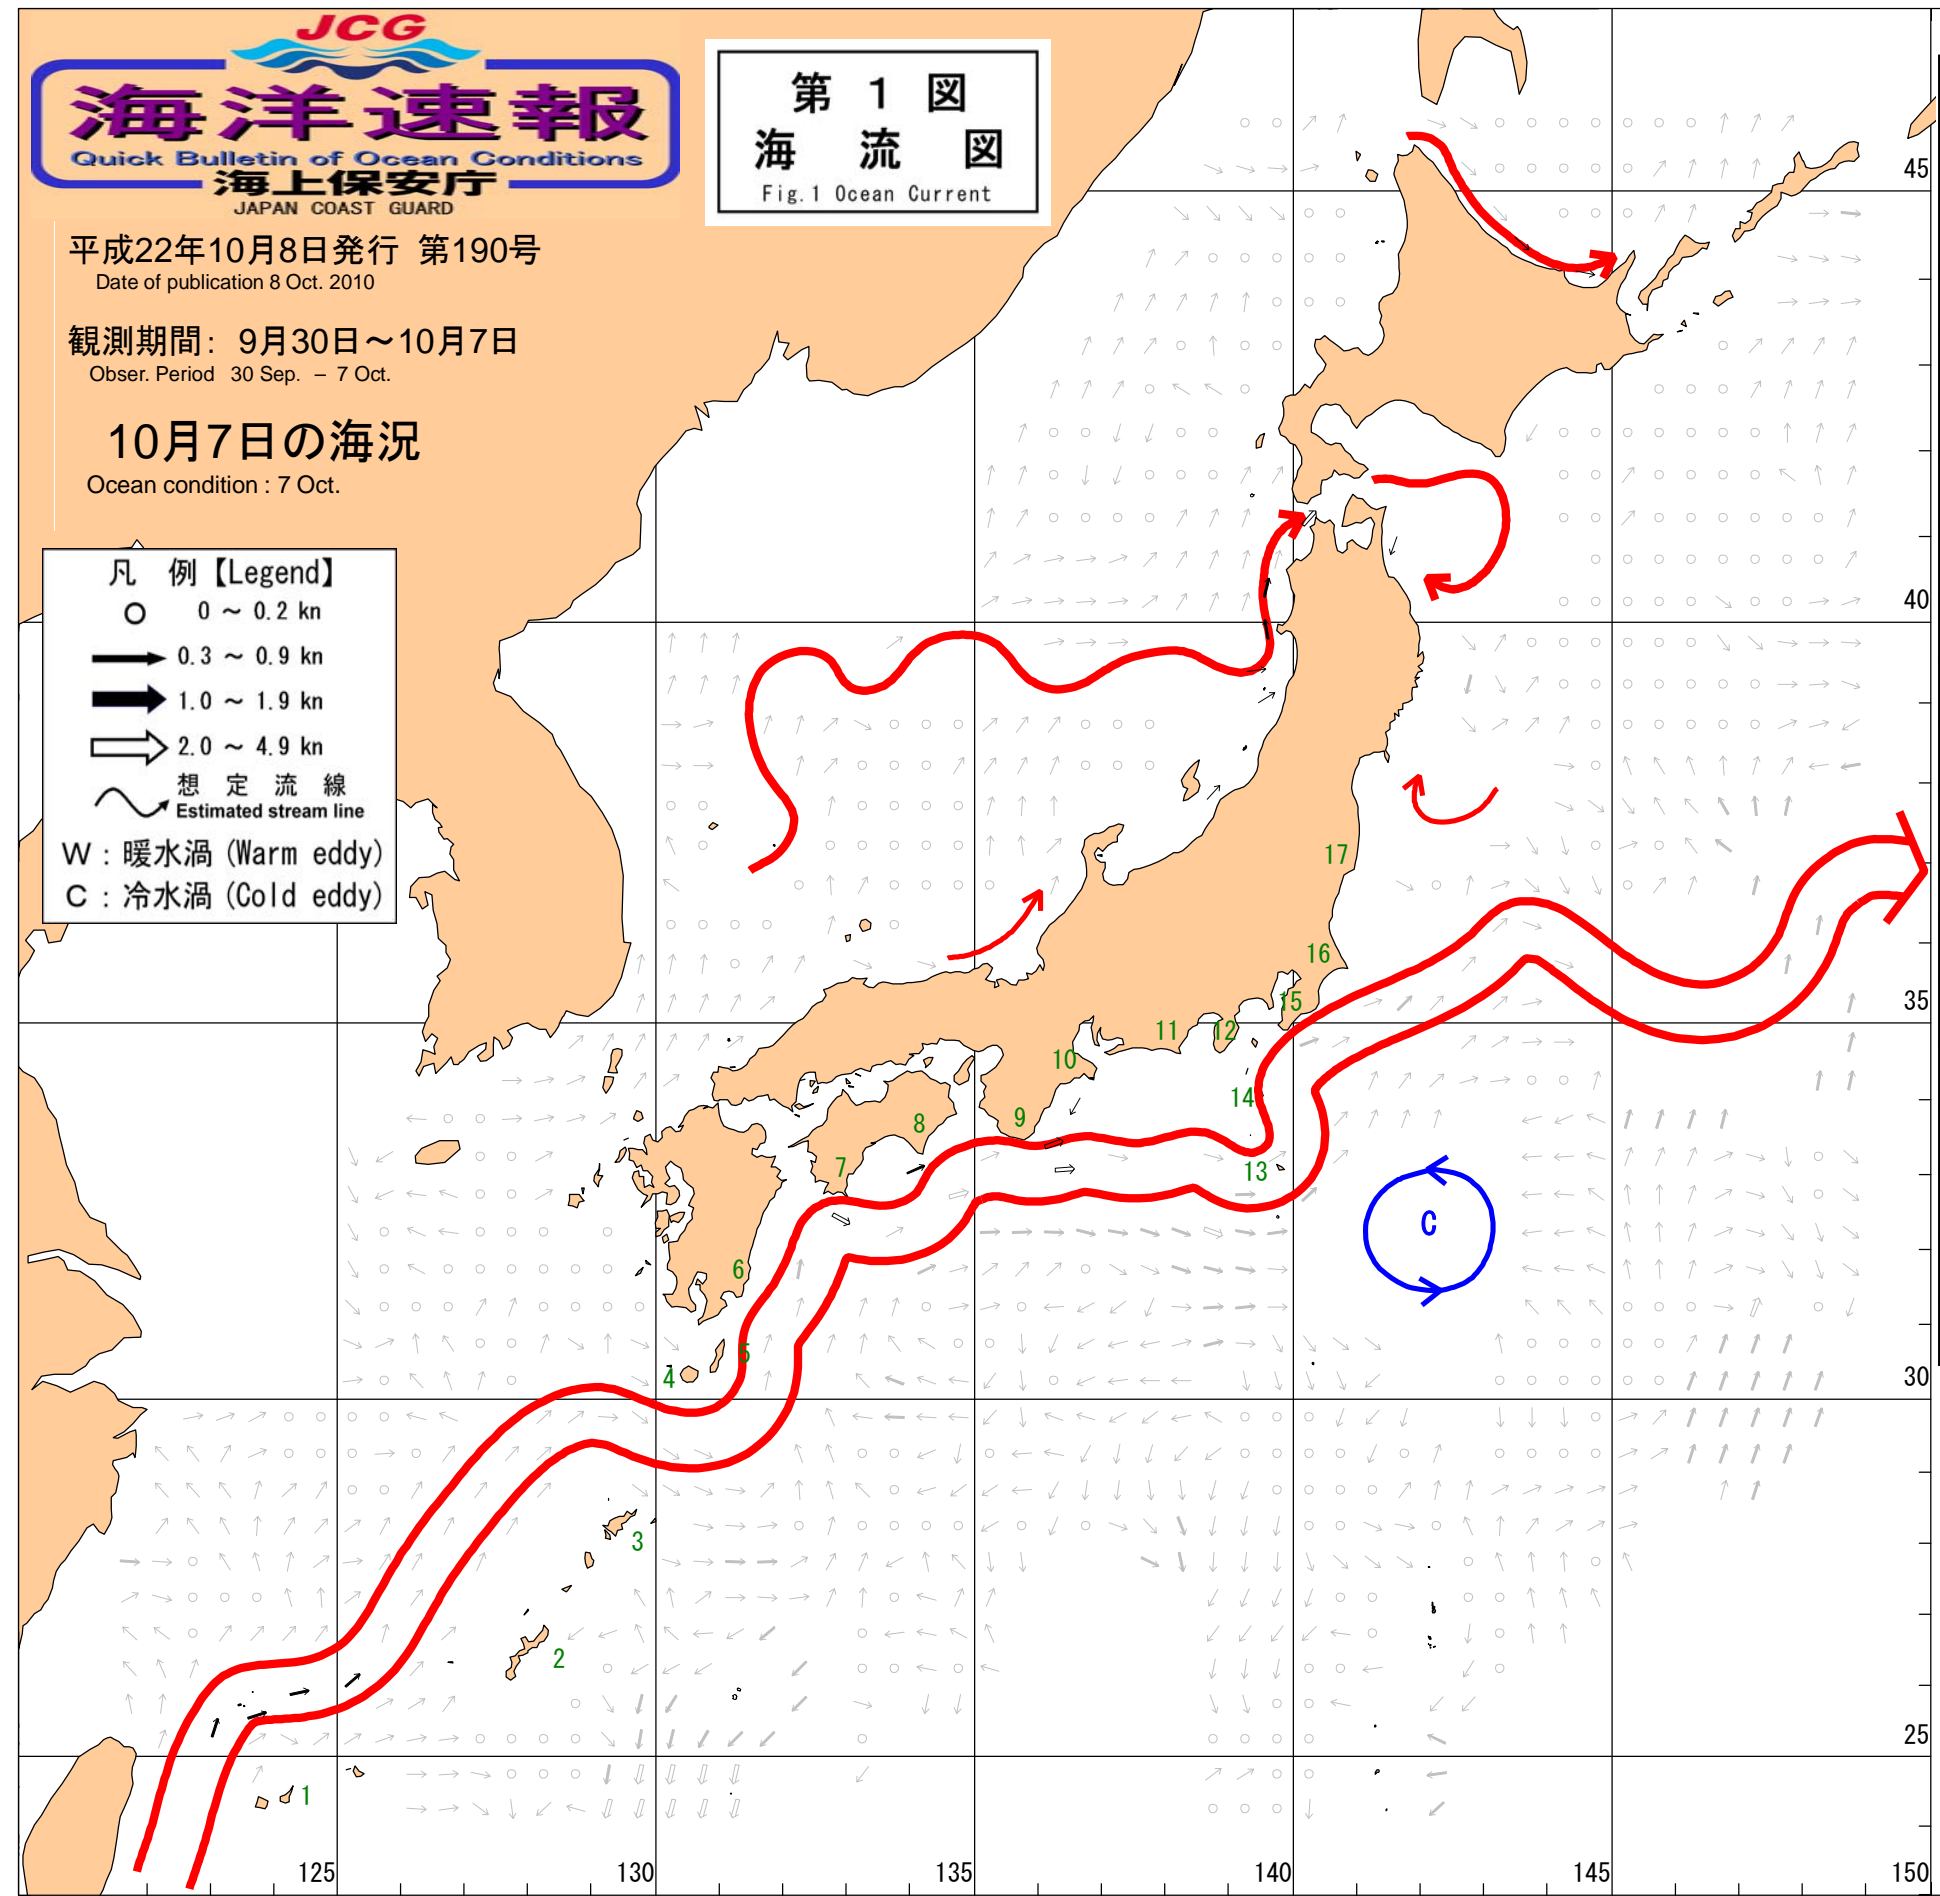 JCG
海洋速報
Quick Bulletin of Ocean Conditions
海上保安庁
JAPAN COAST GUARD
第 1 図
海 流 図
Fig.1 Ocean Current
平成22年10月8日発行 第190号
Date of publication 8 Oct. 2010
観測期間： 9月30日～10月7日
Obser. Period 30 Sep. － 7 Oct.
10月7日の海況
Ocean condition : 7 Oct.
凡 例【Legend】
0 ～ 0.2 kn
0.3 ～ 0.9 kn
1.0 ～ 1.9 kn
2.0 ～ 4.9 kn
想 定 流 線
Estimated stream line
W : 暖水渦 (Warm eddy)
C : 冷水渦 (Cold eddy)
45
40
17
16
35
15
12
11
10
14
9
8
7
13
C
6
5
4
30
3
2
25
1
125
130
135
140
145
150